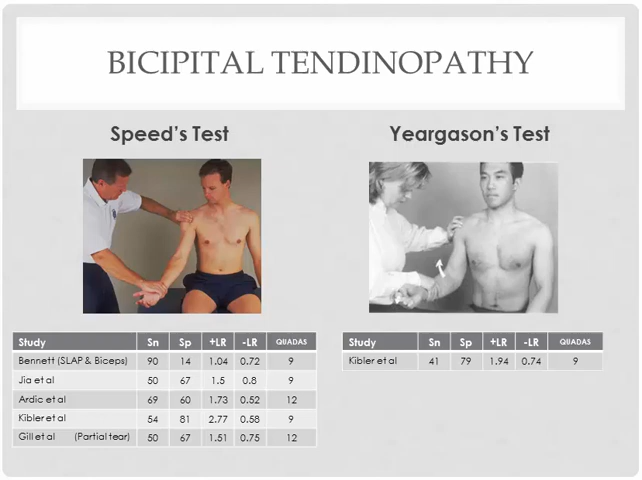 BICIPITAL TENDINOPATHY
Speed's Test
Yeargason's Test
Study Sn Sp +LR -LR QUADAS
Bennett (SLAP & Biceps) 90 14 1.04 0.72 9
Jia et al 50 67 1.5 0.8 9
Ardic et al 69 60 1.73 0.52 12
Kibler et al 54 81 2.77 0.58 9
Gill et al (Partial tear) 50 67 1.51 0.75 12
Study Sn Sp +LR -LR QUADAS
Kibler et al 41 79 1.94 0.74 9